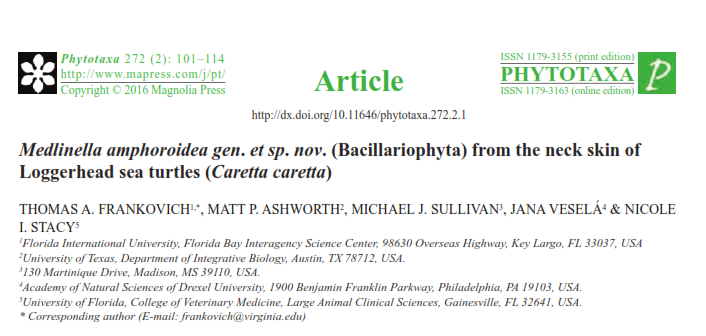 Phytotaxa 272 (2): 101–114
http://www.mapress.com/j/pt/
Copyright © 2016 Magnolia Press
Article
ISSN 1179-3155 (print edition)
PHYTOTAXA
ISSN 1179-3163 (online edition)
http://dx.doi.org/10.11646/phytotaxa.272.2.1
Medlinella amphoroidea gen. et sp. nov. (Bacillariophyta) from the neck skin of
Loggerhead sea turtles (Caretta caretta)
THOMAS A. FRANKOVICH¹,*, MATT P. ASHWORTH², MICHAEL J. SULLIVAN³, JANA VESELÁ⁴ & NICOLE
I. STACY⁵
¹Florida International University, Florida Bay Interagency Science Center, 98630 Overseas Highway, Key Largo, FL 33037, USA
²University of Texas, Department of Integrative Biology, Austin, TX 78712, USA.
³130 Martinique Drive, Madison, MS 39110, USA.
⁴Academy of Natural Sciences of Drexel University, 1900 Benjamin Franklin Parkway, Philadelphia, PA 19103, USA.
⁵University of Florida, College of Veterinary Medicine, Large Animal Clinical Sciences, Gainesville, FL 32641, USA.
* Corresponding author (E-mail: frankovich@virginia.edu)